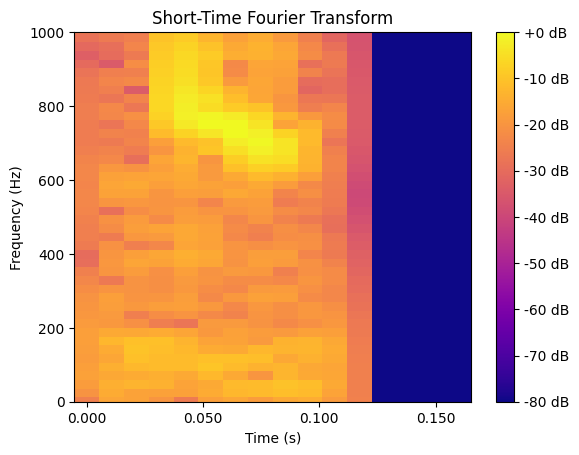 Short-Time Fourier Transform
1000
800
600
400
200
0
Frequency (Hz)
0.000
0.050
0.100
0.150
Time (s)
+0 dB
-10 dB
-20 dB
-30 dB
-40 dB
-50 dB
-60 dB
-70 dB
-80 dB